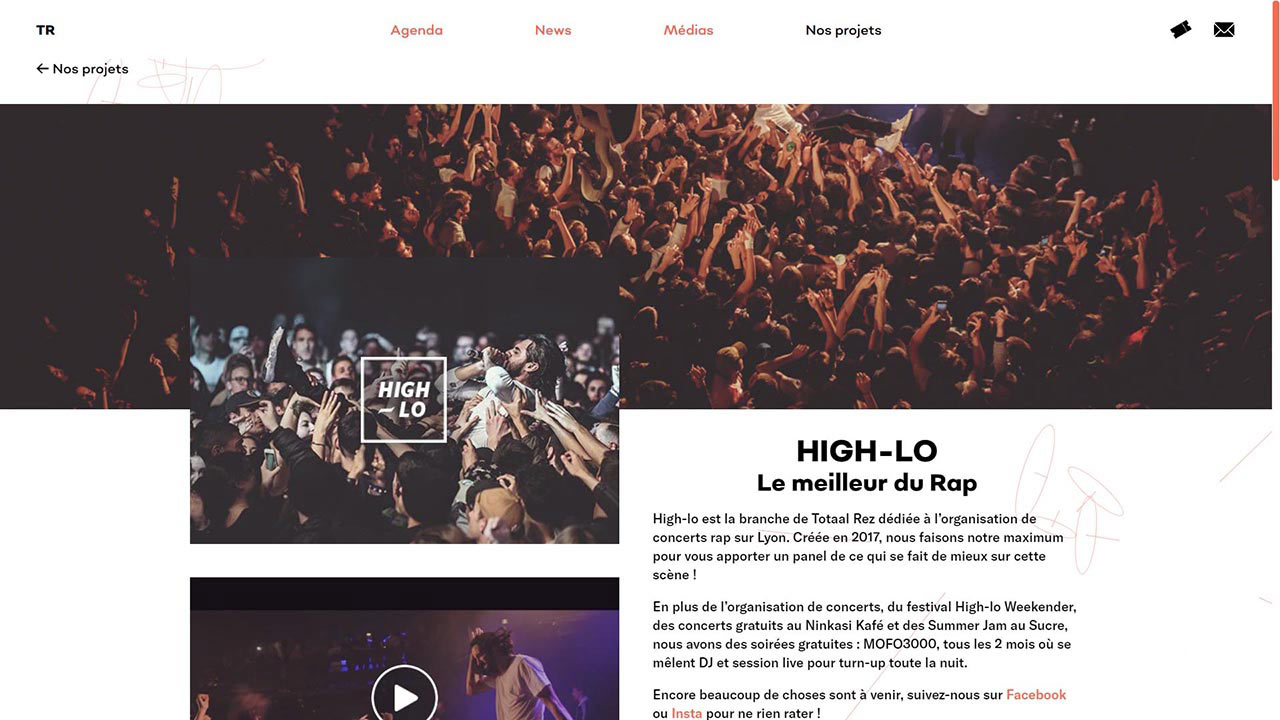 TR
Agenda
News
Médias
Nos projets
← Nos projets
HIGH
~ LO
HIGH-LO
Le meilleur du Rap
High-lo est la branche de Totaal Rez dédiée à l’organisation de
concerts rap sur Lyon. Créée en 2017, nous faisons notre maximum
pour vous apporter un panel de ce qui se fait de mieux sur cette
scène !
En plus de l’organisation de concerts, du festival High-lo Weekender,
des concerts gratuits au Ninkasi Kafé et des Summer Jam au Sucre,
nous avons des soirées gratuites : MOFO3000, tous les 2 mois où se
mêlent DJ et session live pour turn-up toute la nuit.
Encore beaucoup de choses sont à venir, suivez-nous sur Facebook
ou Insta pour ne rien rater !